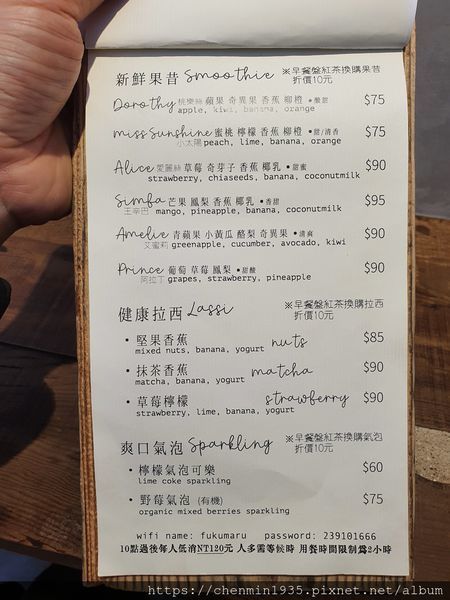 新鮮果昔 Smoothie ※早餐盤紅茶換購果昔
折價10元
Dorothy 桃樂絲 蘋果 奇異果 香蕉 柳橙 •酸甜 $75
apple, kiwi, banana, orange
miss Sunshine 蜜桃 檸檬 香蕉 柳橙 •甜/清香 $75
小太陽 peach, lime, banana, orange
Alice 愛麗絲 草莓 奇芽子 香蕉 椰乳 •甜蜜 $90
strawberry, chiaseeds, banana, coconutmilk
Simba 芒果 鳳梨 香蕉 椰乳 •香甜 $95
王辛巴 mango, pineapple, banana, coconutmilk
Amelie 青蘋果 小黃瓜 酪梨 奇異果 •清爽 $90
艾蜜莉 greenapple, cucumber, avocado, kiwi
Prince 葡萄 草莓 鳳梨 •甜酸 $90
阿拉丁 grapes, strawberry, pineapple
健康拉西 Lassi ※早餐盤紅茶換購拉西
折價10元
• 堅果香蕉 nuts $85
mixed nuts, banana, yogurt
• 抹茶香蕉 matcha $90
matcha, banana, yogurt
• 草莓檸檬 strawberry $90
strawberry, lime, banana, yogurt
爽口氣泡 Sparkling ※早餐盤紅茶換購氣泡
折價10元
• 檸檬氣泡可樂 $60
lime coke sparkling
• 野莓氣泡 (有機) $75
organic mixed berries sparkling
wifi name: fukumaru password: 239101666
10點過後每人低消NT120元 人多需等候時 用餐時間限制為2小時
https://chenmin1935.pixnet.net/album